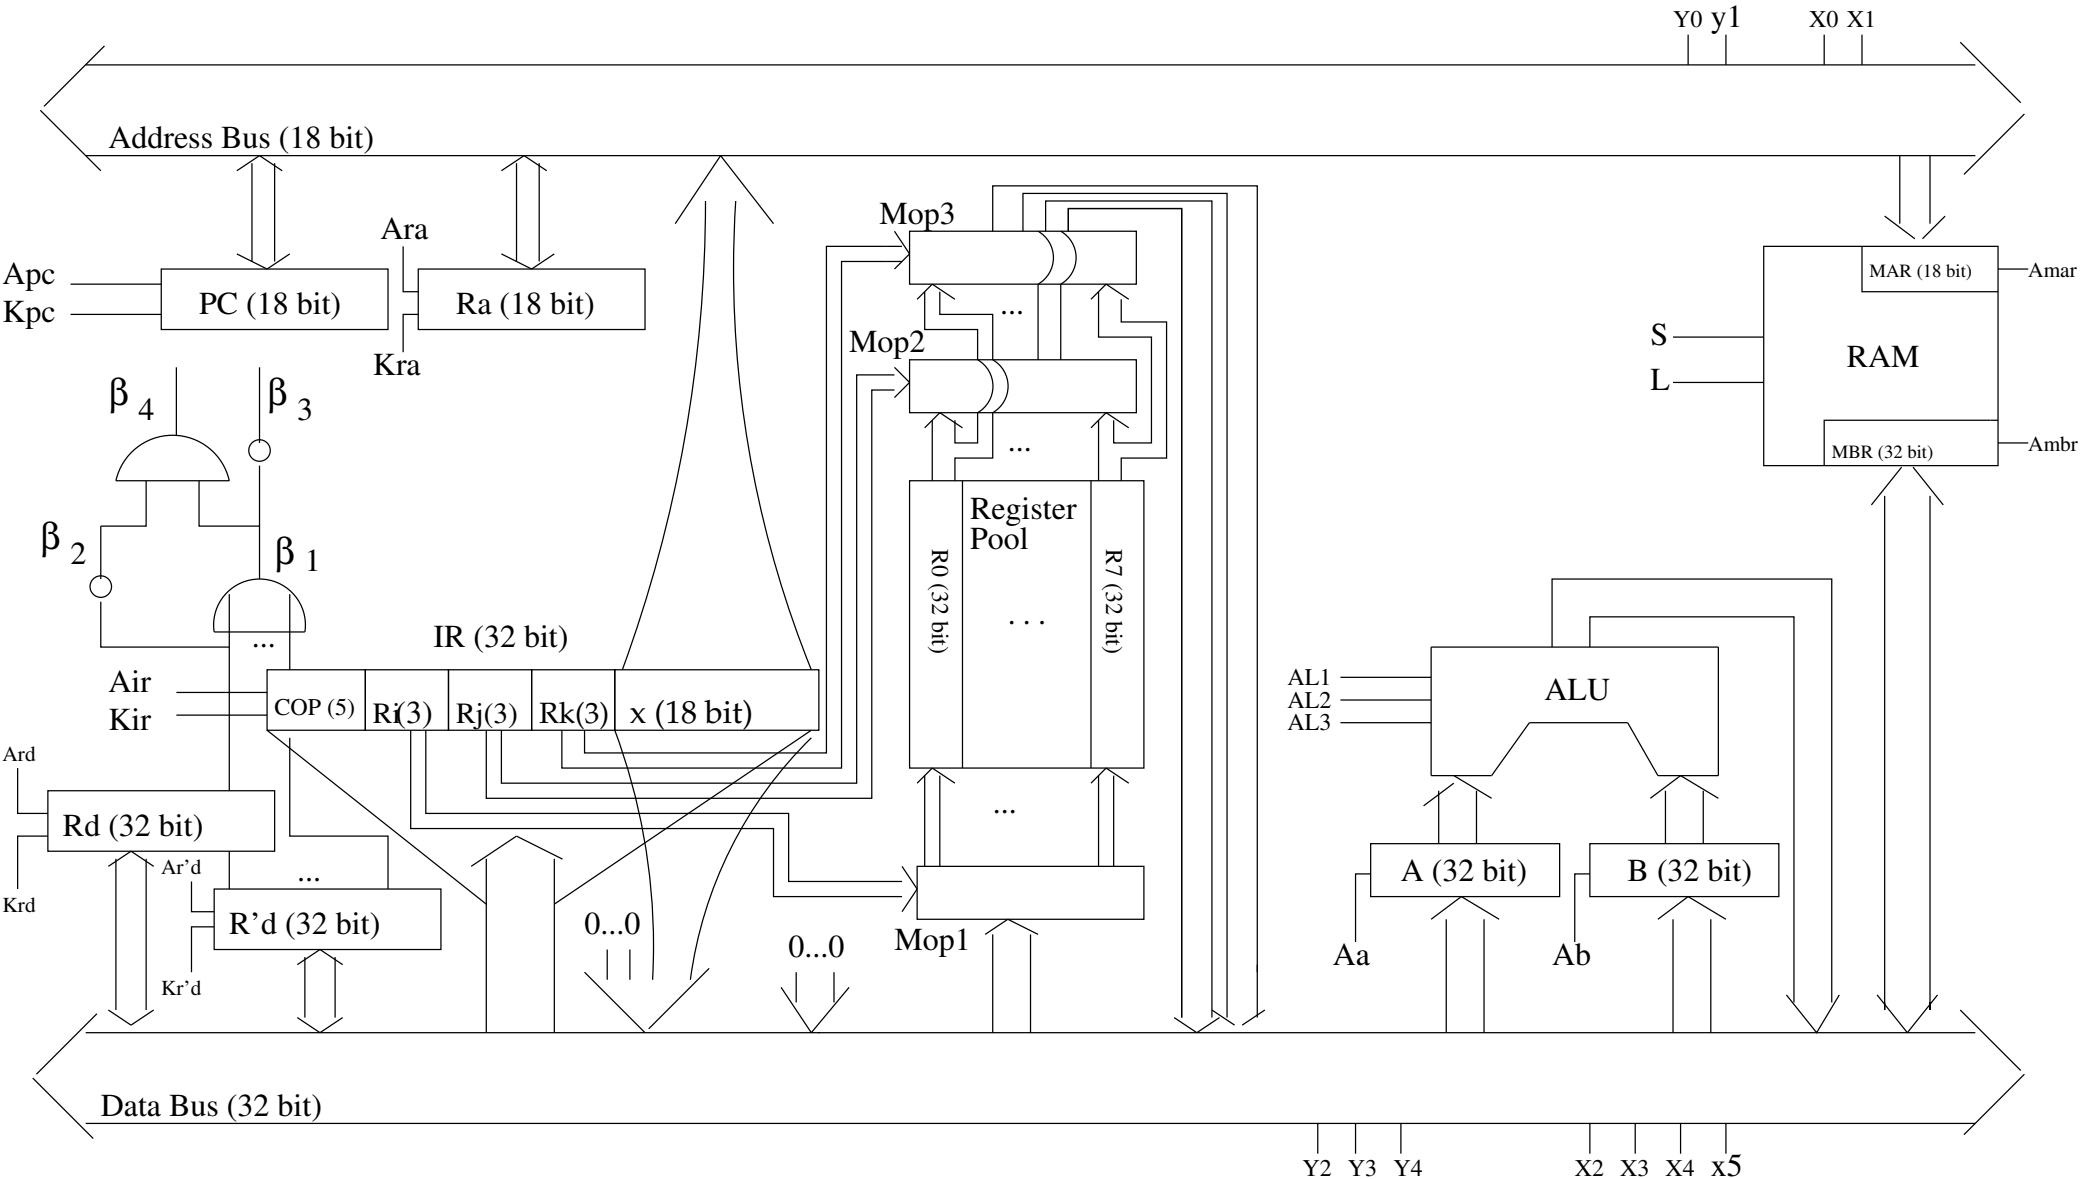 Y0 y1 X0 X1
Address Bus (18 bit)
Apc
Kpc
PC (18 bit)
Ara
Ra (18 bit)
Kra
Mop3
...
Mop2
...
MAR (18 bit)
Amar
S
L
RAM
MBR (32 bit)
Ambr
β 4
β 3
β 2
β 1
...
Register
Pool
R0 (32 bit)
. . .
R7 (32 bit)
...
IR (32 bit)
Air
Kir
COP (5)
Ri(3)
Rj(3)
Rk(3)
x (18 bit)
AL1
AL2
AL3
ALU
Ard
Rd (32 bit)
Krd
Ar'd
...
R'd (32 bit)
Kr'd
0...0
0...0
Mop1
A (32 bit)
B (32 bit)
Aa
Ab
Data Bus (32 bit)
Y2 Y3 Y4 X2 X3 X4 x5